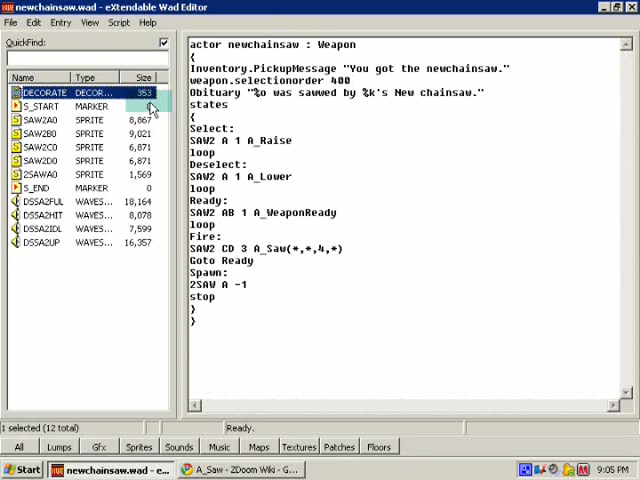 newchainsaw.wad - eXtendable Wad Editor
File Edit Entry View Script Help
QuickFind:
Name Type Size
DECORATE DECOR... 353
S_START MARKER
SAW2A0 SPRITE 8,867
SAW2B0 SPRITE 9,021
SAW2C0 SPRITE 6,871
SAW2D0 SPRITE 6,871
2SAWA0 SPRITE 1,569
S_END MARKER 0
DSSA2FUL WAVES... 18,164
DSSA2HIT WAVES... 8,078
DSSA2IDL WAVES... 7,599
DSSA2UP WAVES... 16,357
actor newchainsaw : Weapon
{
Inventory.PickupMessage "You got the newchainsaw."
weapon.selectionorder 400
Obituary "%o was sawwed by %k's New chainsaw."
states
{
Select:
SAW2 A 1 A_Raise
loop
Deselect:
SAW2 A 1 A_Lower
loop
Ready:
SAW2 AB 1 A_WeaponReady
loop
Fire:
SAW2 CD 3 A_Saw(*,*,4,*)
Goto Ready
Spawn:
2SAW A -1
stop
}
}
1 selected (12 total)
Ready.
All Lumps Gfx Sprites Sounds Music Maps Textures Patches Floors
Start newchainsaw.wad - e... A_Saw - ZDoom Wiki - G... 9:05 PM